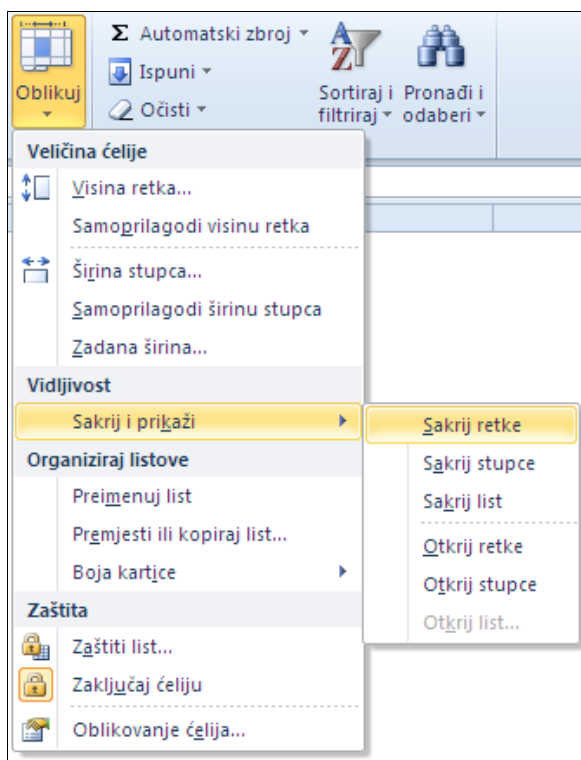 Oblikuj
Σ Automatski zbroj
Ispuni
Očisti
Sortiraj i
filtriraj
Pronađi i
odaberi
Veličina ćelije
Visina retka...
Samoprilagodi visinu retka
Širina stupca...
Samoprilagodi širinu stupca
Zadana širina...
Vidljivost
Sakrij i prikaži
Sakrij retke
Sakrij stupce
Sakrij list
Otkrij retke
Otkrij stupce
Otkrij list...
Organiziraj listove
Preimenuj list
Premjesti ili kopiraj list...
Boja kartice
Zaštita
Zaštiti list...
Zaključaj ćeliju
Oblikovanje ćelija...